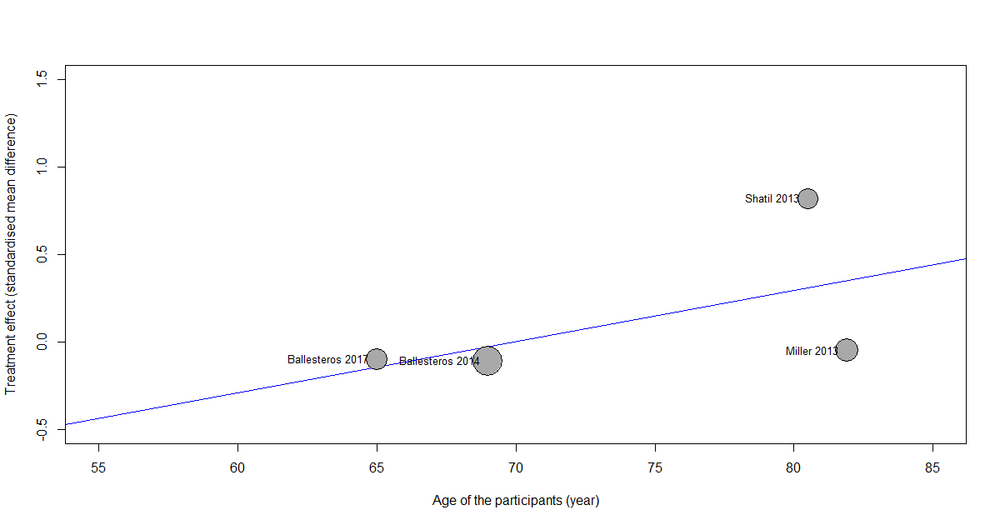 Treatment effect (standardised mean difference)
1.5
1.0
0.5
0.0
-0.5
Shatil 2013
Miller 2013
Ballesteros 2017
Ballesteros 2014
55 60 65 70 75 80 85
Age of the participants (year)